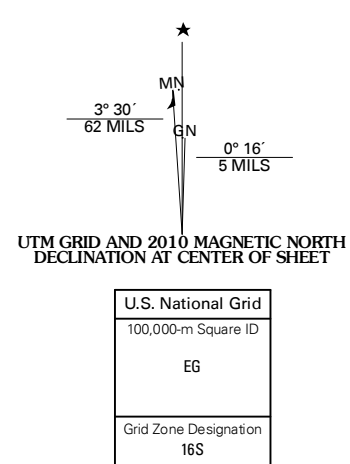 MN
3° 30´
62 MILS
GN
0° 16´
5 MILS
UTM GRID AND 2010 MAGNETIC NORTH
DECLINATION AT CENTER OF SHEET
U.S. National Grid
100,000-m Square ID
EG
Grid Zone Designation
16S